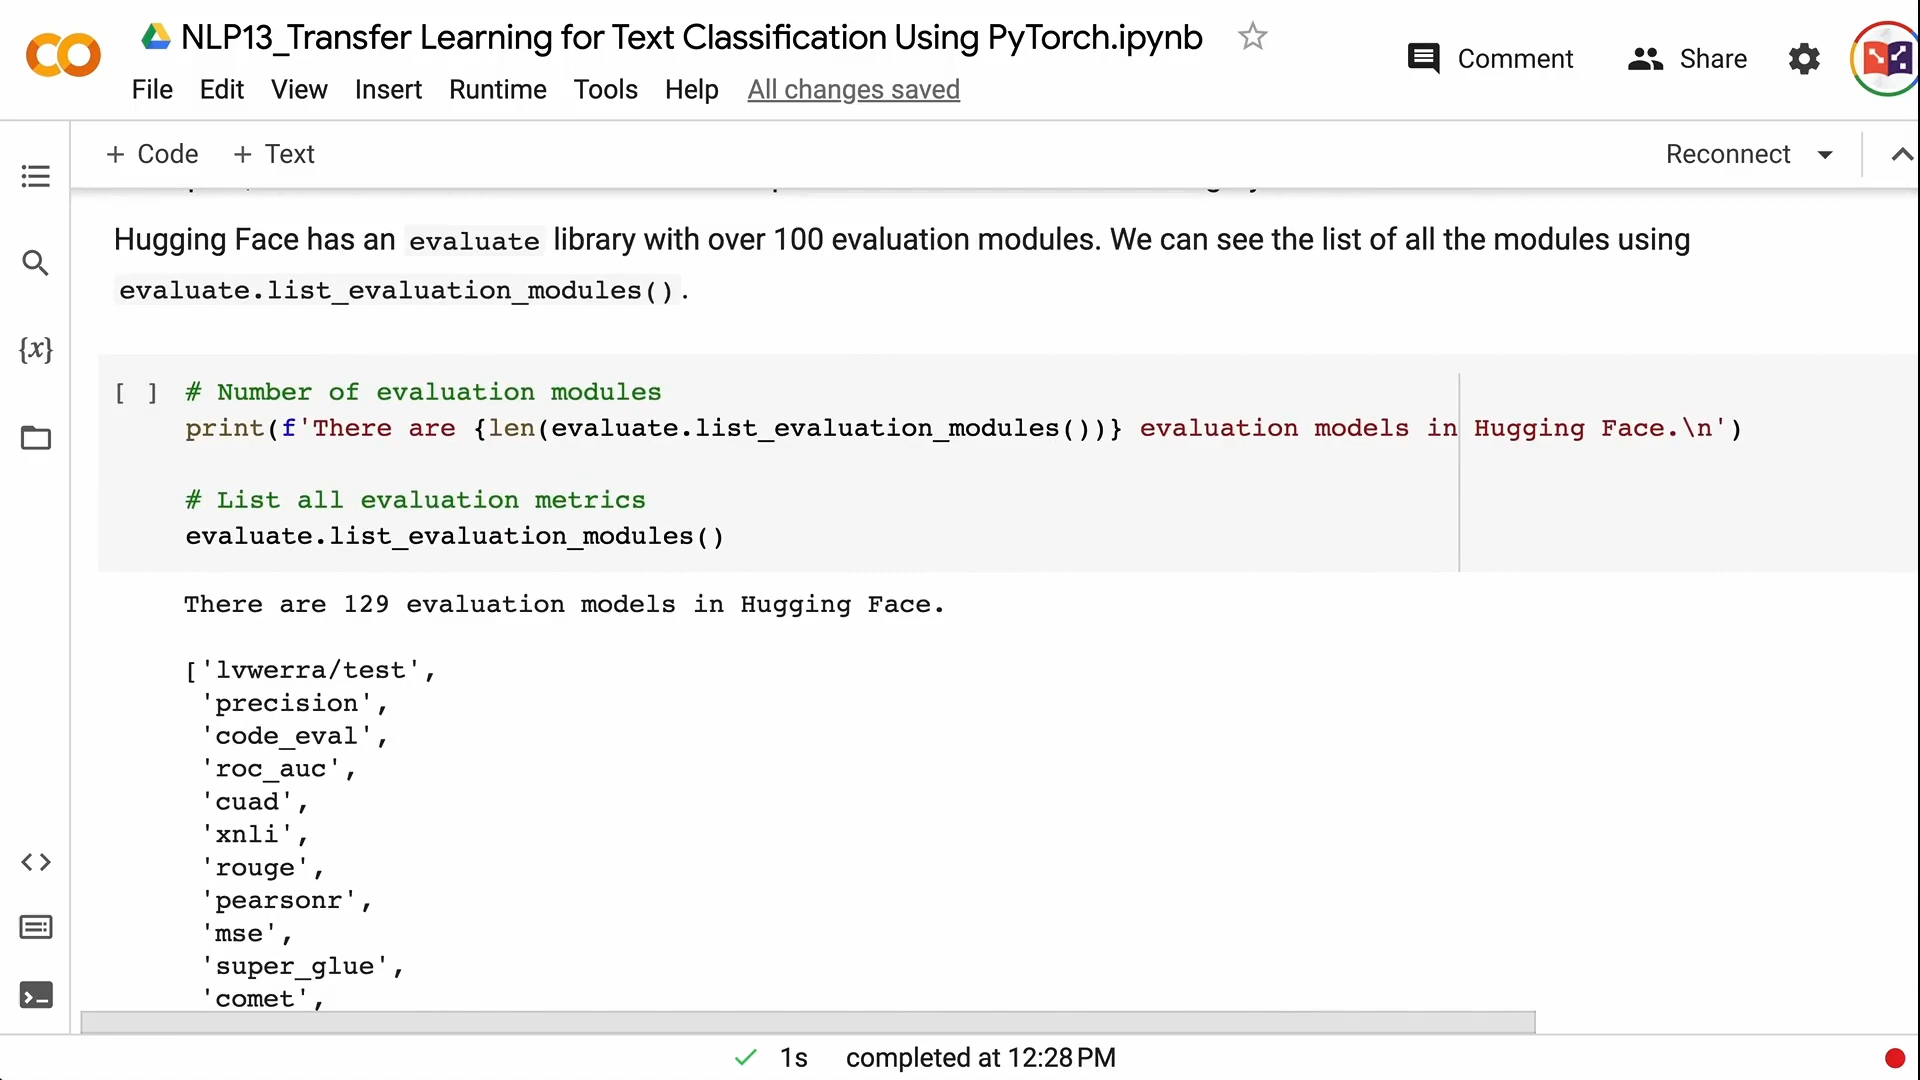 NLP13_Transfer Learning for Text Classification Using PyTorch.ipynb
Comment
Share
File Edit View Insert Runtime Tools Help All changes saved
+ Code + Text
Reconnect
Hugging Face has an evaluate library with over 100 evaluation modules. We can see the list of all the modules using
evaluate.list_evaluation_modules().
[ ] # Number of evaluation modules
print(f'There are {len(evaluate.list_evaluation_modules())} evaluation models in Hugging Face.\n')
# List all evaluation metrics
evaluate.list_evaluation_modules()
There are 129 evaluation models in Hugging Face.
['lvwerra/test',
'precision',
'code_eval',
'roc_auc',
'cuad',
'xnli',
'rouge',
'pearsonr',
'mse',
'super_glue',
'comet',
1s completed at 12:28 PM